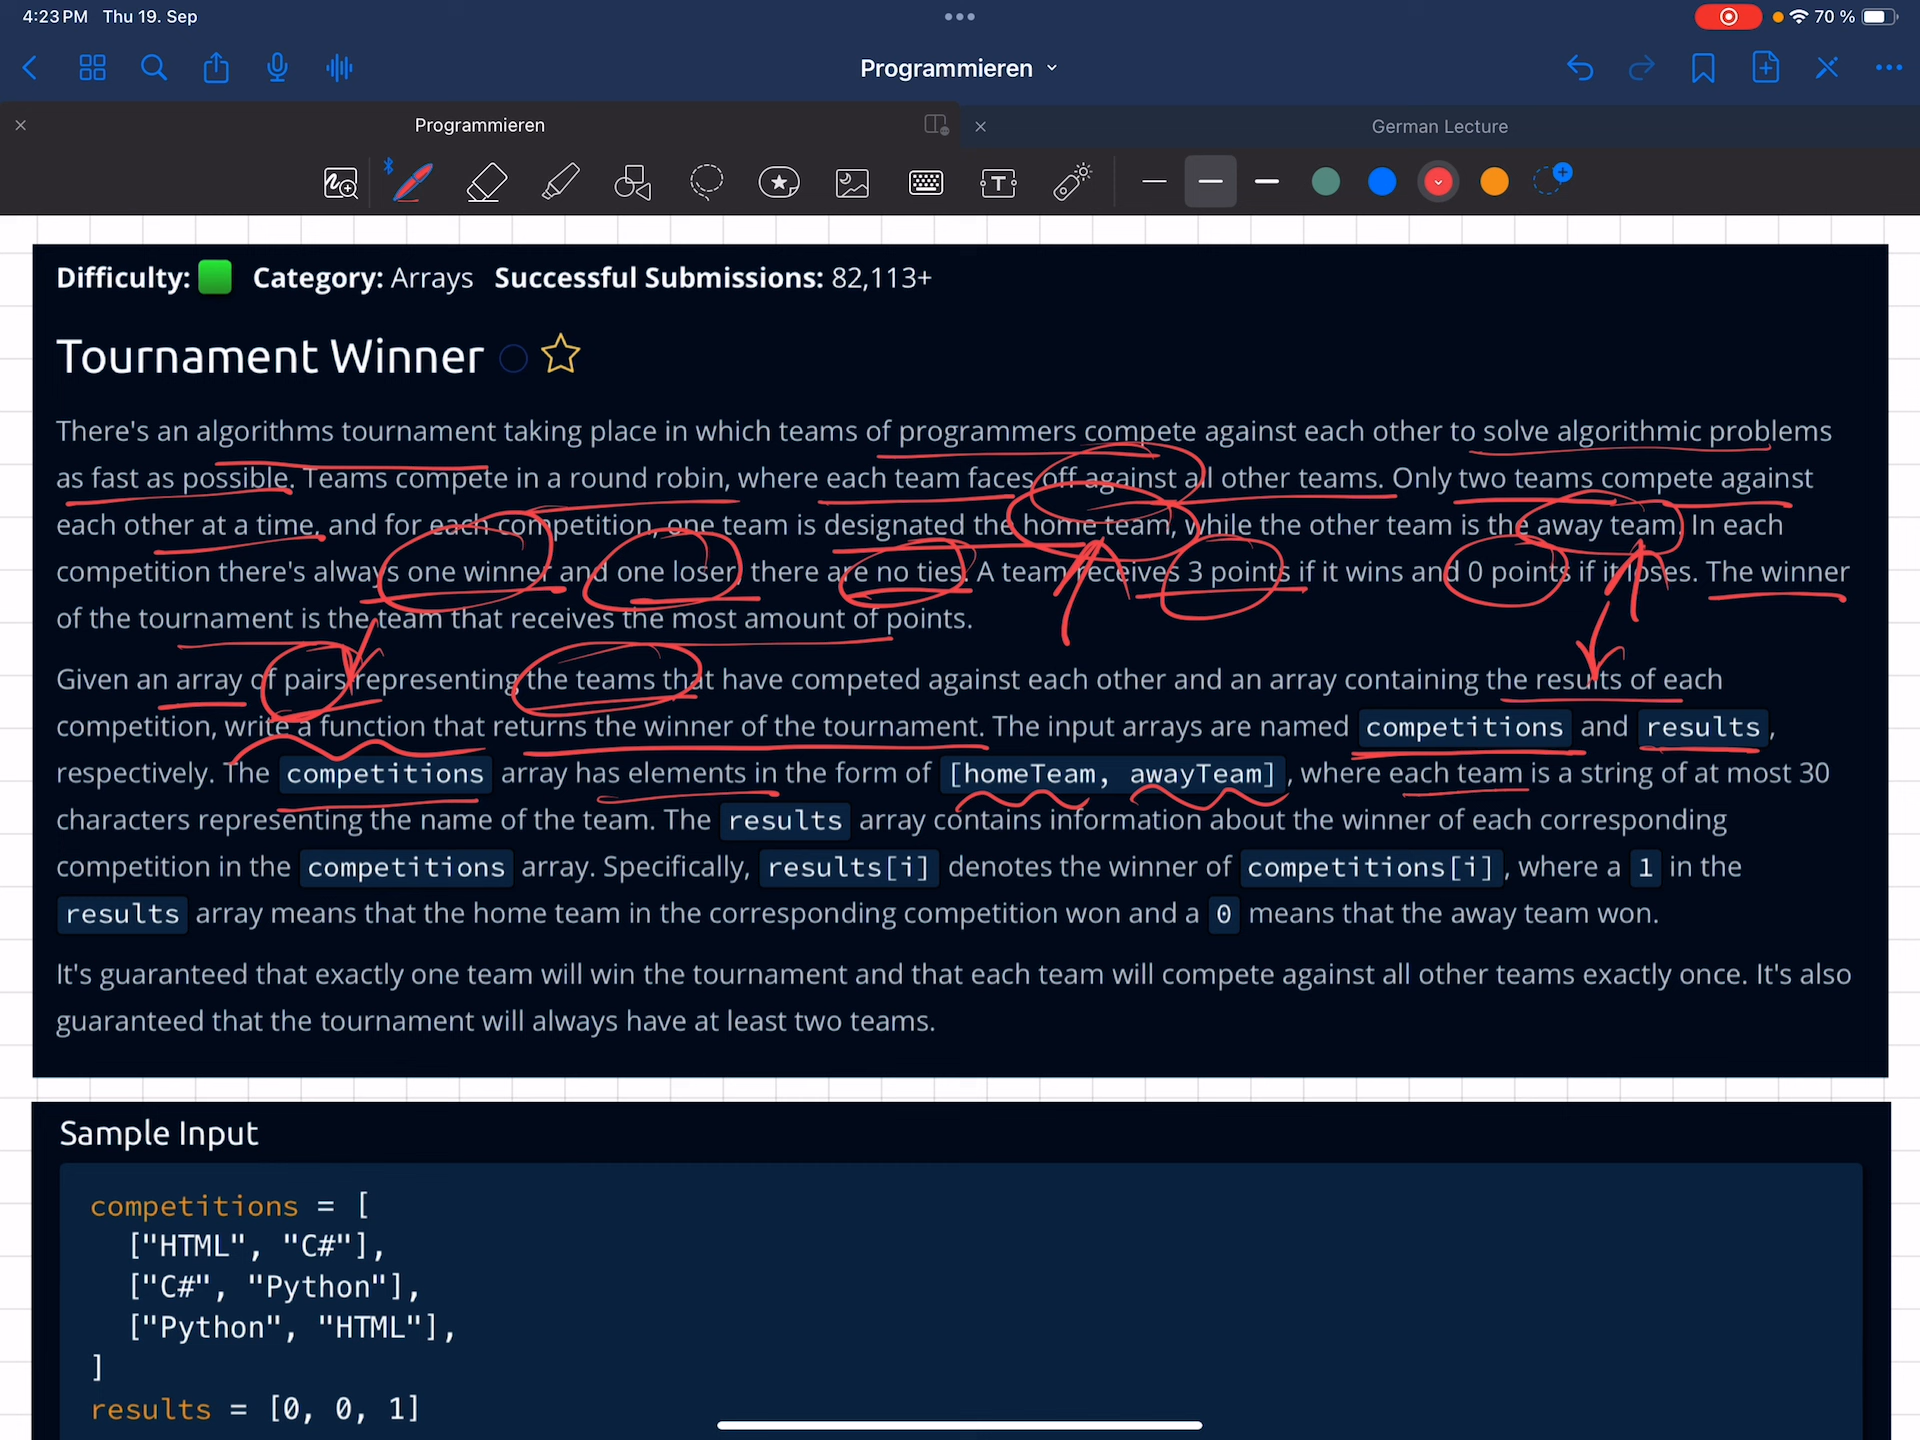 4:23 PM Thu 19. Sep
70 %
Programmieren
Programmieren
German Lecture
T
Difficulty: Category: Arrays Successful Submissions: 82,113+
Tournament Winner
There's an algorithms tournament taking place in which teams of programmers compete against each other to solve algorithmic problems
as fast as possible. Teams compete in a round robin, where each team faces off against all other teams. Only two teams compete against
each other at a time, and for each competition, one team is designated the home team, while the other team is the away team. In each
competition there's always one winner and one loser; there are no ties. A team receives 3 points if it wins and 0 points if it loses. The winner
of the tournament is the team that receives the most amount of points.
Given an array of pairs representing the teams that have competed against each other and an array containing the results of each
competition, write a function that returns the winner of the tournament. The input arrays are named competitions and results,
respectively. The competitions array has elements in the form of [homeTeam, awayTeam], where each team is a string of at most 30
characters representing the name of the team. The results array contains information about the winner of each corresponding
competition in the competitions array. Specifically, results[i] denotes the winner of competitions[i], where a 1 in the
results array means that the home team in the corresponding competition won and a 0 means that the away team won.
It's guaranteed that exactly one team will win the tournament and that each team will compete against all other teams exactly once. It's also
guaranteed that the tournament will always have at least two teams.
Sample Input
competitions = [
["HTML", "C#"],
["C#", "Python"],
["Python", "HTML"],
]
results = [0, 0, 1]